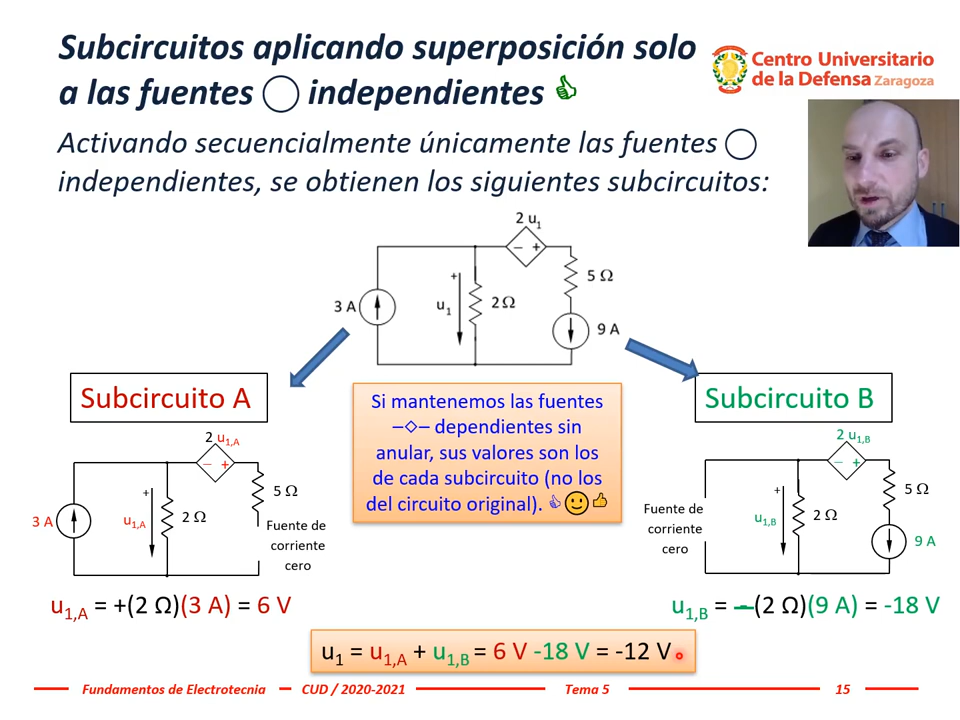 Subcircuitos aplicando superposición solo
a las fuentes independientes
Centro Universitario
de la Defensa Zaragoza
Activando secuencialmente únicamente las fuentes
independientes, se obtienen los siguientes subcircuitos:
2 u1
− +
5 Ω
3 A
+
u1
2 Ω
9 A
Subcircuito A
Si mantenemos las fuentes
–◇– dependientes sin
anular, sus valores son los
de cada subcircuito (no los
del circuito original). 👍🙂👍
Subcircuito B
2 u1,A
− +
5 Ω
3 A
+
u1,A
2 Ω
Fuente de
corriente
cero
u1,A = +(2 Ω)(3 A) = 6 V
2 u1,B
− +
5 Ω
Fuente de
corriente
cero
+
u1,B
2 Ω
9 A
u1,B = −(2 Ω)(9 A) = -18 V
u1 = u1,A + u1,B = 6 V -18 V = -12 V
Fundamentos de Electrotecnia
CUD / 2020-2021
Tema 5
15